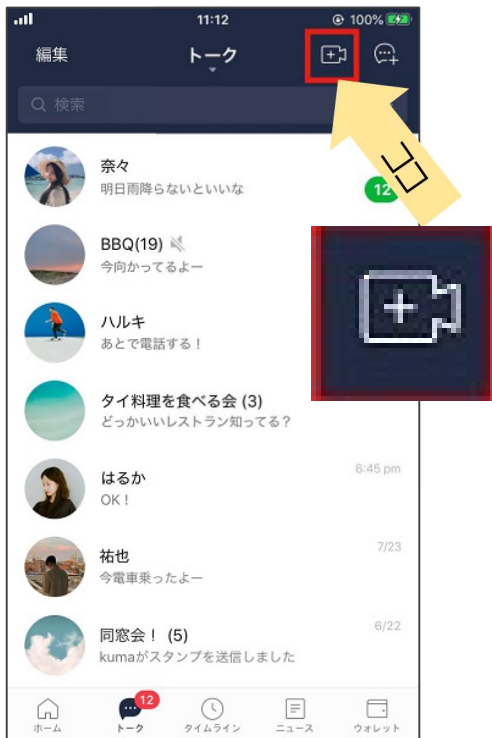 11:12
100%
編集
トーク
検索
奈々
明日雨降らないといいな
12
BBQ(19)
今向かってるよー
ハルキ
あとで電話する！
タイ料理を食べる会 (3)
どっかいいレストラン知ってる？
はるか
6:45 pm
OK！
祐也
7/23
今電車乗ったよー
同窓会！ (5)
6/22
kumaがスタンプを送信しました
12
ホーム
トーク
タイムライン
ニュース
ウォレット